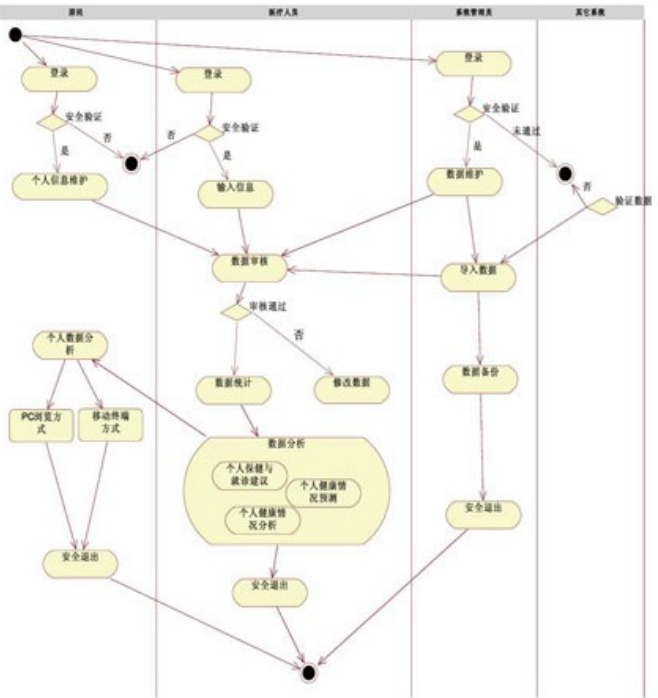 居民 医疗人员 系统管理员 其它系统
登录
登录
登录
安全验证
否
安全验证
否
安全验证
未通过
是
是
是
否
个人信息维护
输入信息
数据维护
验证数据
数据审核
导入数据
审核通过
否
个人数据分
析
数据统计
修改数据
数据备份
PC浏览方
式
移动终端
方式
数据分析
个人保健与
就诊建议
个人健康情
况预测
个人健康情
况分析
安全退出
安全退出
安全退出